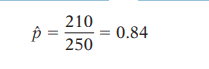 p̂ = 210/250 = 0.84